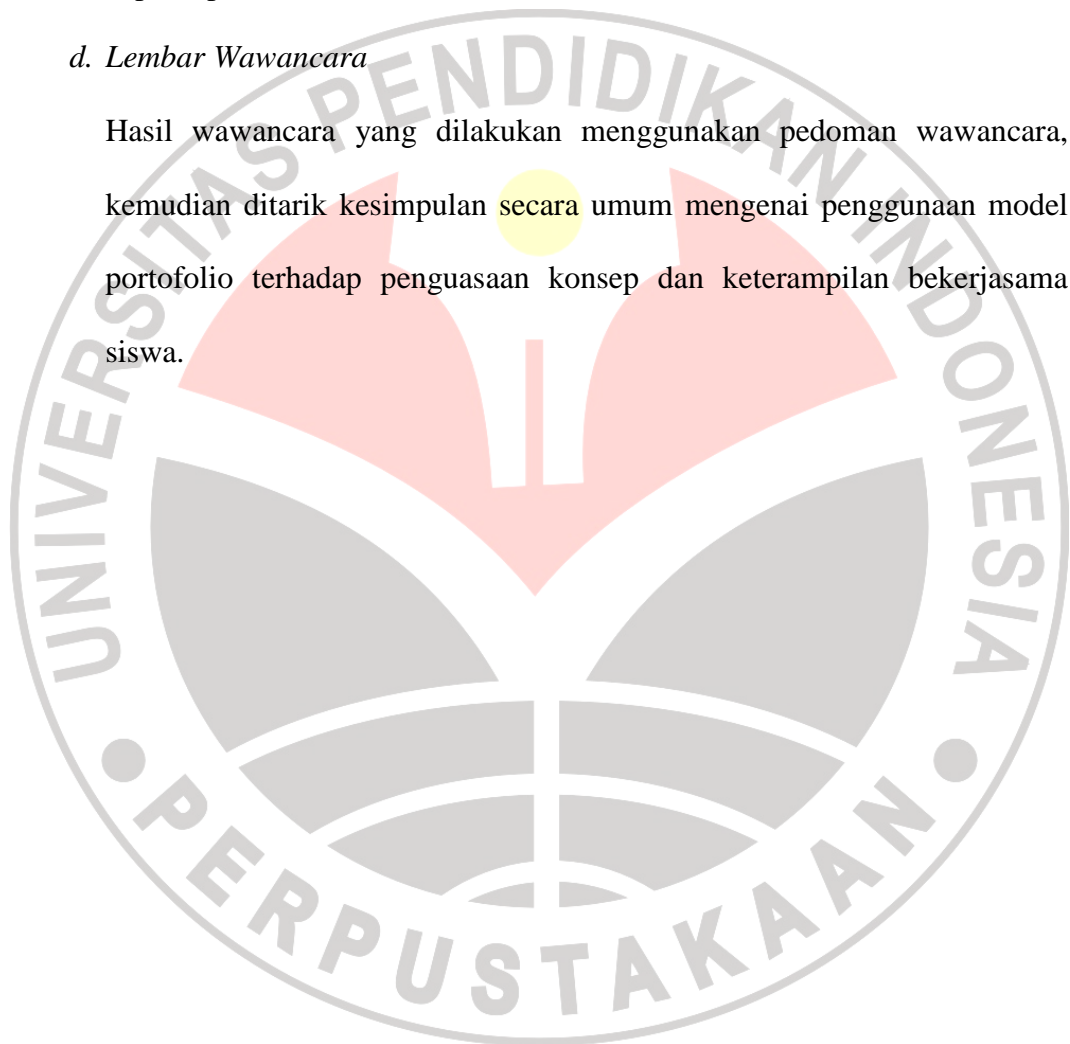 d. Lembar Wawancara
Hasil wawancara yang dilakukan menggunakan pedoman wawancara,
kemudian ditarik kesimpulan secara umum mengenai penggunaan model
portofolio terhadap penguasaan konsep dan keterampilan bekerjasama
siswa.
UNIVERSITAS PENDIDIKAN INDONESIA
PERPUSTAKAAN